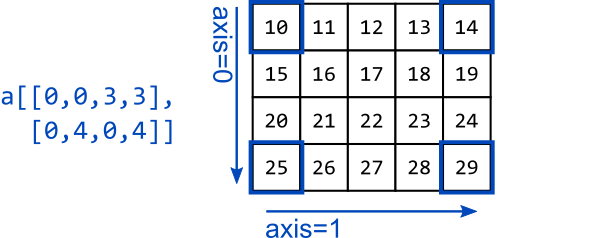 a[[0,0,3,3],
[0,4,0,4]]
axis=0
10 11 12 13 14
15 16 17 18 19
20 21 22 23 24
25 26 27 28 29
axis=1